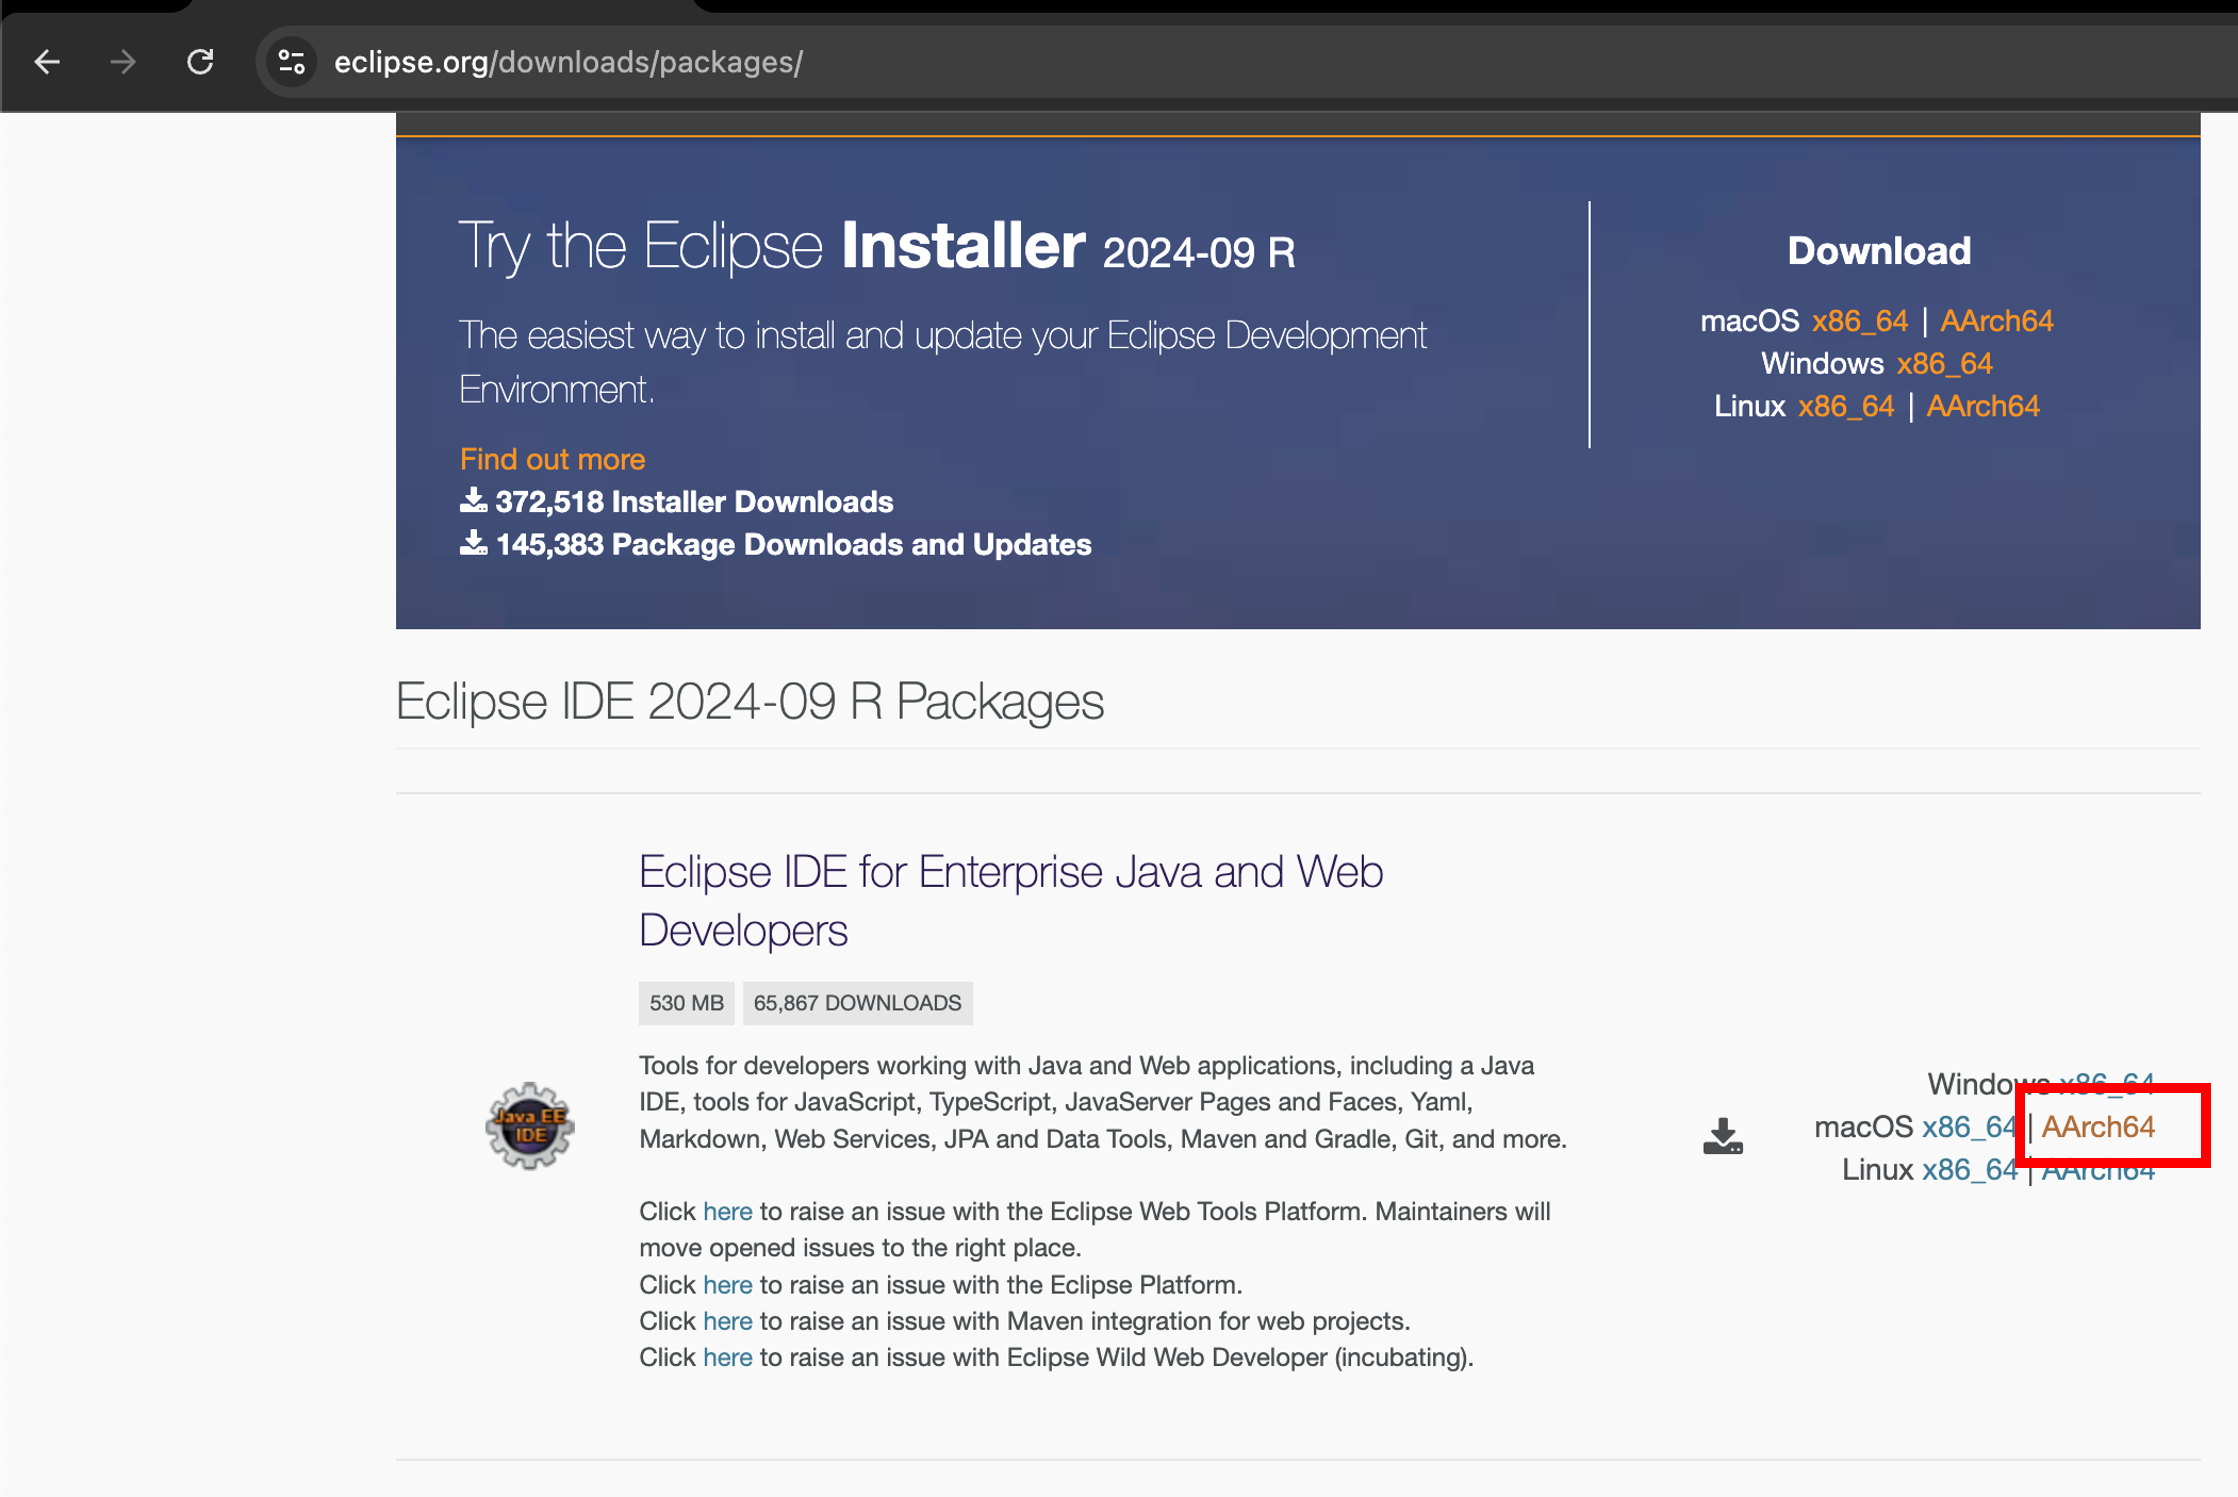 eclipse.org/downloads/packages/
Try the Eclipse Installer 2024-09 R
The easiest way to install and update your Eclipse Development
Environment.
Find out more
372,518 Installer Downloads
145,383 Package Downloads and Updates
Download
macOS x86_64 | AArch64
Windows x86_64
Linux x86_64 | AArch64
Eclipse IDE 2024-09 R Packages
Eclipse IDE for Enterprise Java and Web
Developers
530 MB 65,867 DOWNLOADS
Java EE
IDE
Tools for developers working with Java and Web applications, including a Java
IDE, tools for JavaScript, TypeScript, JavaServer Pages and Faces, Yaml,
Markdown, Web Services, JPA and Data Tools, Maven and Gradle, Git, and more.
Click here to raise an issue with the Eclipse Web Tools Platform. Maintainers will
move opened issues to the right place.
Click here to raise an issue with the Eclipse Platform.
Click here to raise an issue with Maven integration for web projects.
Click here to raise an issue with Eclipse Wild Web Developer (incubating).
Windows x86_64
macOS x86_64 | AArch64
Linux x86_64 | AArch64